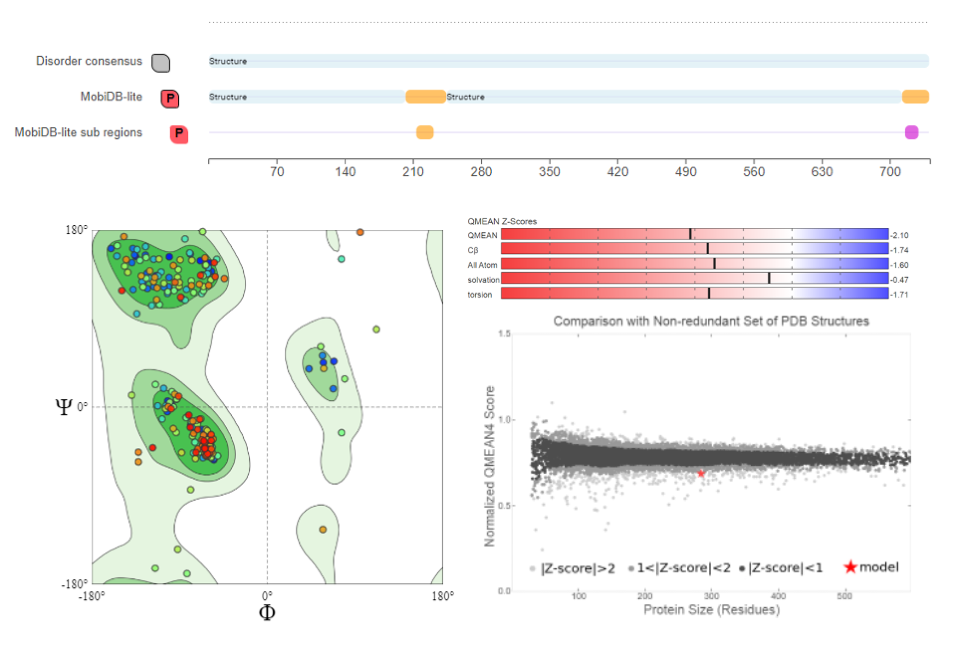 Disorder consensus
Structure
MobiDB-lite P Structure Structure
MobiDB-lite sub regions P
70 140 210 280 350 420 490 560 630 700
QMEAN Z-Scores
QMEAN -2.10
Cβ -1.74
All Atom -1.60
solvation -0.47
torsion -1.71
180°
Ψ 0°
-180°
-180° 0° 180°
Φ
Comparison with Non-redundant Set of PDB Structures
Normalized QMEAN4 Score
1.5
1.0
0.5
0.0
|Z-score|>2 1<|Z-score|<2 |Z-score|<1 model
100 200 300 400 500
Protein Size (Residues)